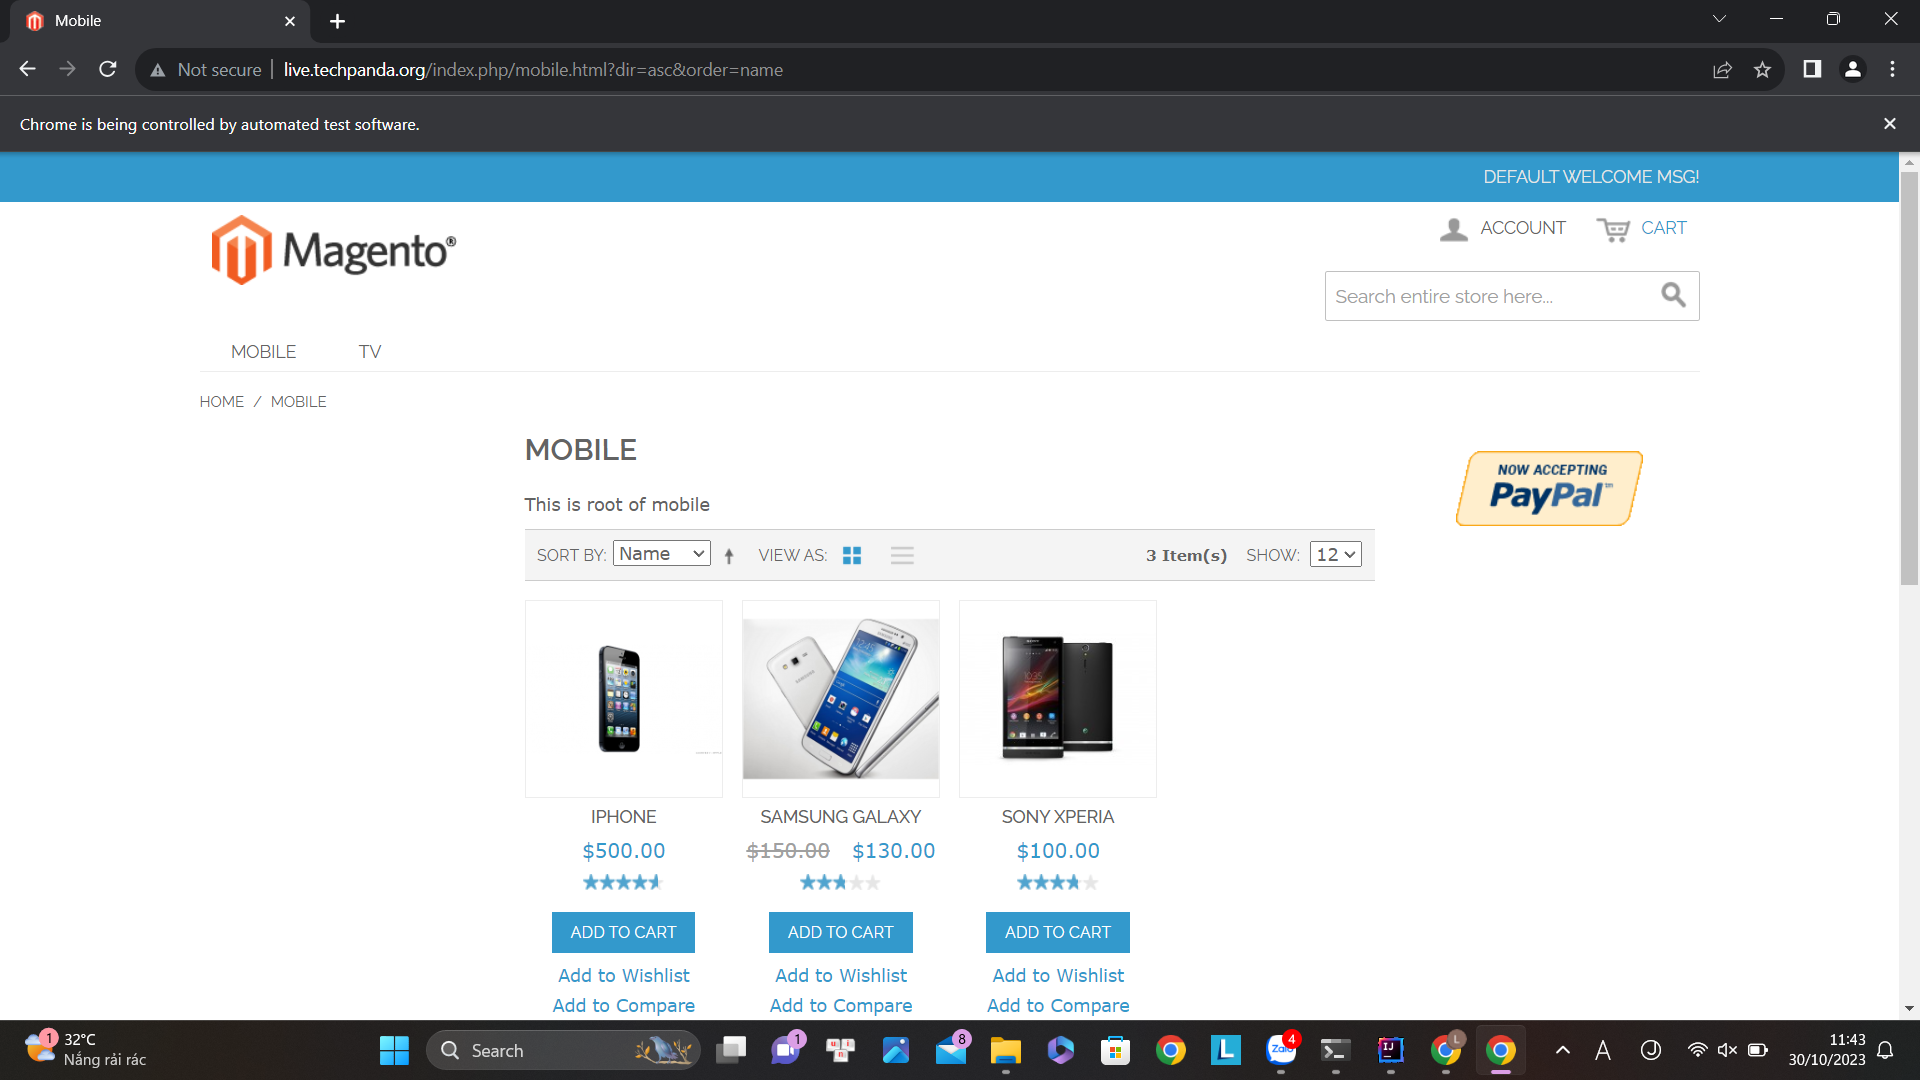 Mobile
Not secure
live.techpanda.org/index.php/mobile.html?dir=asc&order=name
Chrome is being controlled by automated test software.
DEFAULT WELCOME MSG!
Magento®
ACCOUNT
CART
Search entire store here...
MOBILE
TV
HOME / MOBILE
MOBILE
NOW ACCEPTING
PayPal™
This is root of mobile
SORT BY: Name
VIEW AS:
3 Item(s)
SHOW: 12
IPHONE
SAMSUNG GALAXY
SONY XPERIA
$500.00
$150.00 $130.00
$100.00
ADD TO CART
ADD TO CART
ADD TO CART
Add to Wishlist
Add to Wishlist
Add to Wishlist
Add to Compare
Add to Compare
Add to Compare
1
32°C
Nắng rải rác
Search
1
8
L
Zalo
4
IJ
L
A
J
11:43
30/10/2023